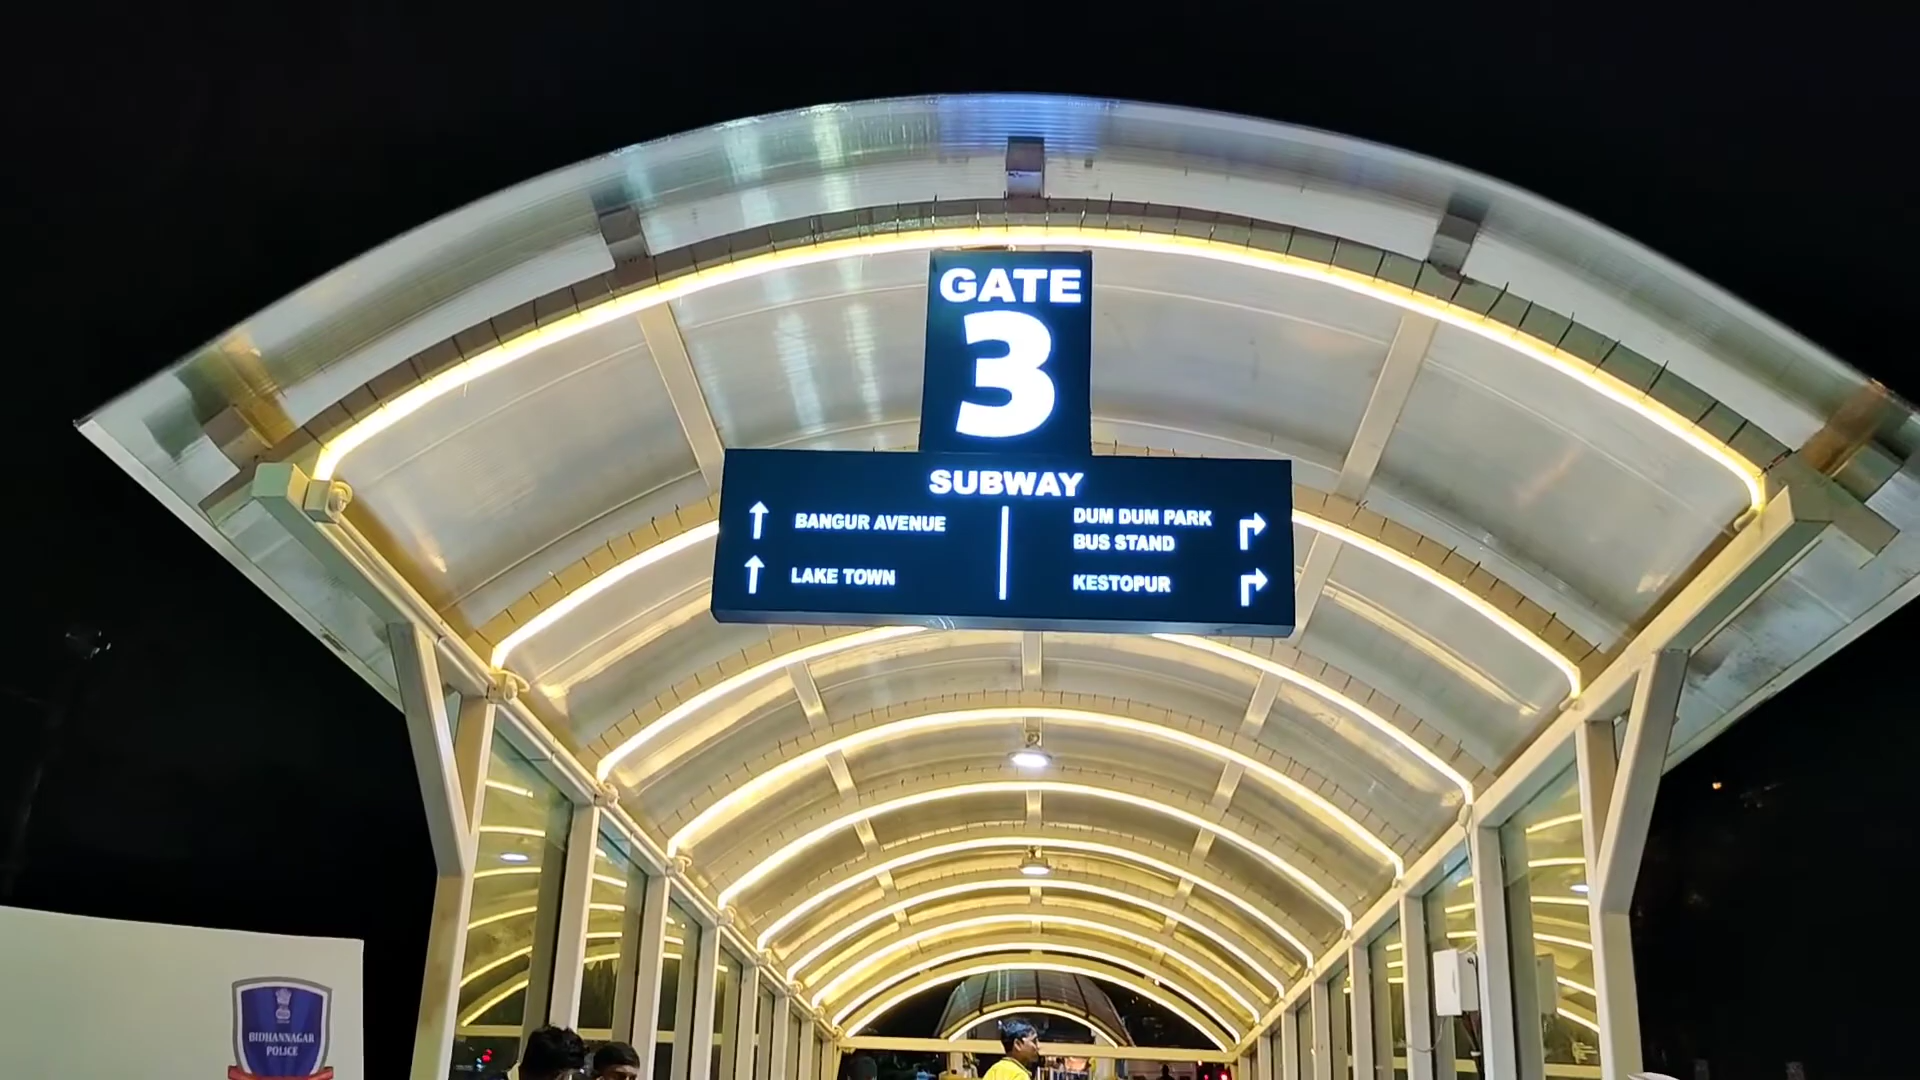 GATE
3
SUBWAY
↑ BANGUR AVENUE
↑ LAKE TOWN
DUM DUM PARK
BUS STAND
KESTOPUR
BIDHANNAGAR
POLICE